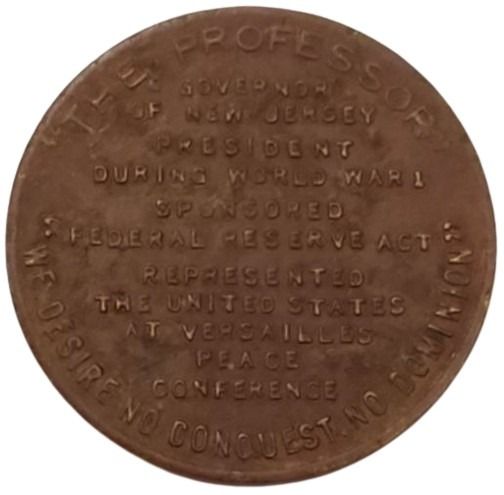 "THE PROFESSOR"
GOVERNOR
OF NEW JERSEY
PRESIDENT
DURING WORLD WAR 1
SPONSORED
FEDERAL RESERVE ACT
REPRESENTED
THE UNITED STATES
AT VERSAILLES
PEACE
CONFERENCE
"WE DESIRE NO CONQUEST, NO DOMINION"